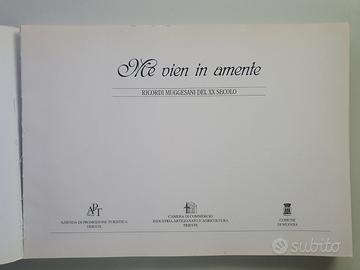 Me vien in amente
RICORDI MUGGESANI DEL XX SECOLO
APT
AZIENDA DI PROMOZIONE TURISTICA
TRIESTE
CAMERA DI COMMERCIO
INDUSTRIA ARTIGIANATO E AGRICOLTURA
TRIESTE
COMUNE
DI MUGGIA
subito